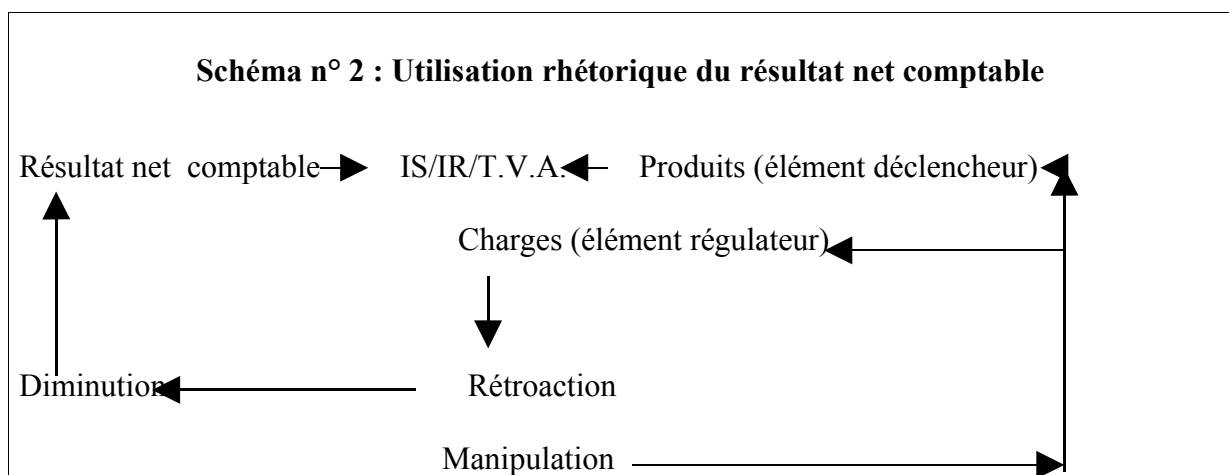 Schéma n° 2 : Utilisation rhétorique du résultat net comptable
Résultat net comptable IS/IR/T.V.A. Produits (élément déclencheur)
Charges (élément régulateur)
Diminution Rétroaction
Manipulation